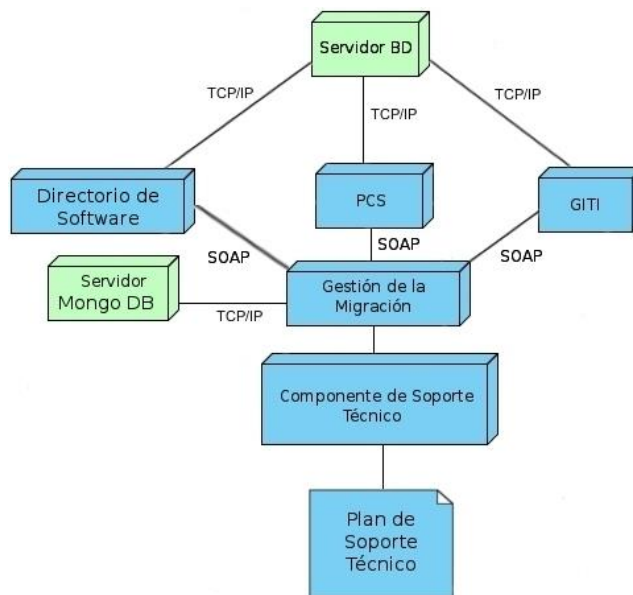 Servidor BD
TCP/IP
TCP/IP
TCP/IP
Directorio de
Software
PCS
GITI
SOAP
SOAP
SOAP
Servidor
Mongo DB
TCP/IP
Gestión de la
Migración
Componente de Soporte
Técnico
Plan de
Soporte
Técnico